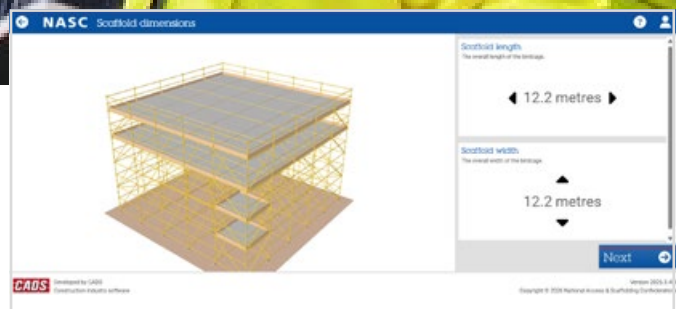 NASC Scaffold dimensions
Scaffold length
The overall length of the birdcage.
12.2 metres
Scaffold width
The overall width of the birdcage.
12.2 metres
Next
CADS
Developed by CADS
Construction industry software
Copyright © 2026 National Access & Scaffolding Confederation